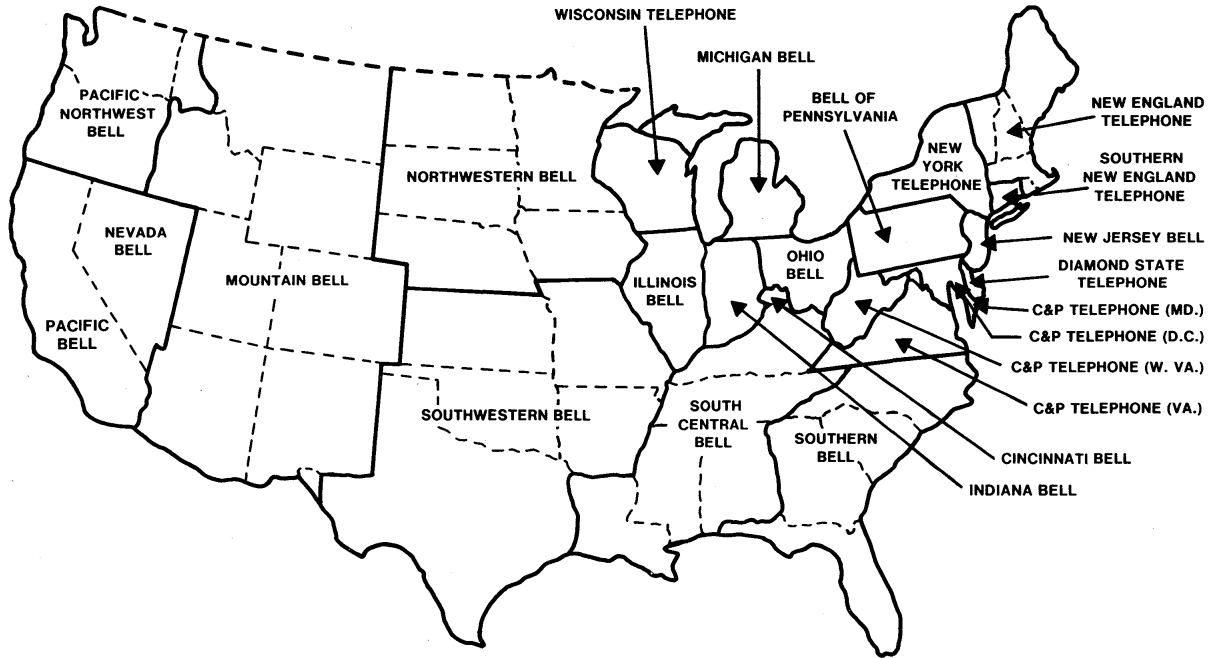 WISCONSIN TELEPHONE
MICHIGAN BELL
BELL OF
PENNSYLVANIA
PACIFIC
NORTHWEST
BELL
NEW ENGLAND
TELEPHONE
NEW
YORK
TELEPHONE
SOUTHERN
NEW ENGLAND
TELEPHONE
NORTHWESTERN BELL
NEVADA
BELL
NEW JERSEY BELL
OHIO
BELL
DIAMOND STATE
TELEPHONE
MOUNTAIN BELL
ILLINOIS
BELL
C&P TELEPHONE (MD.)
PACIFIC
BELL
C&P TELEPHONE (D.C.)
C&P TELEPHONE (W. VA.)
C&P TELEPHONE (VA.)
SOUTHWESTERN BELL
SOUTH
CENTRAL
BELL
SOUTHERN
BELL
CINCINNATI BELL
INDIANA BELL